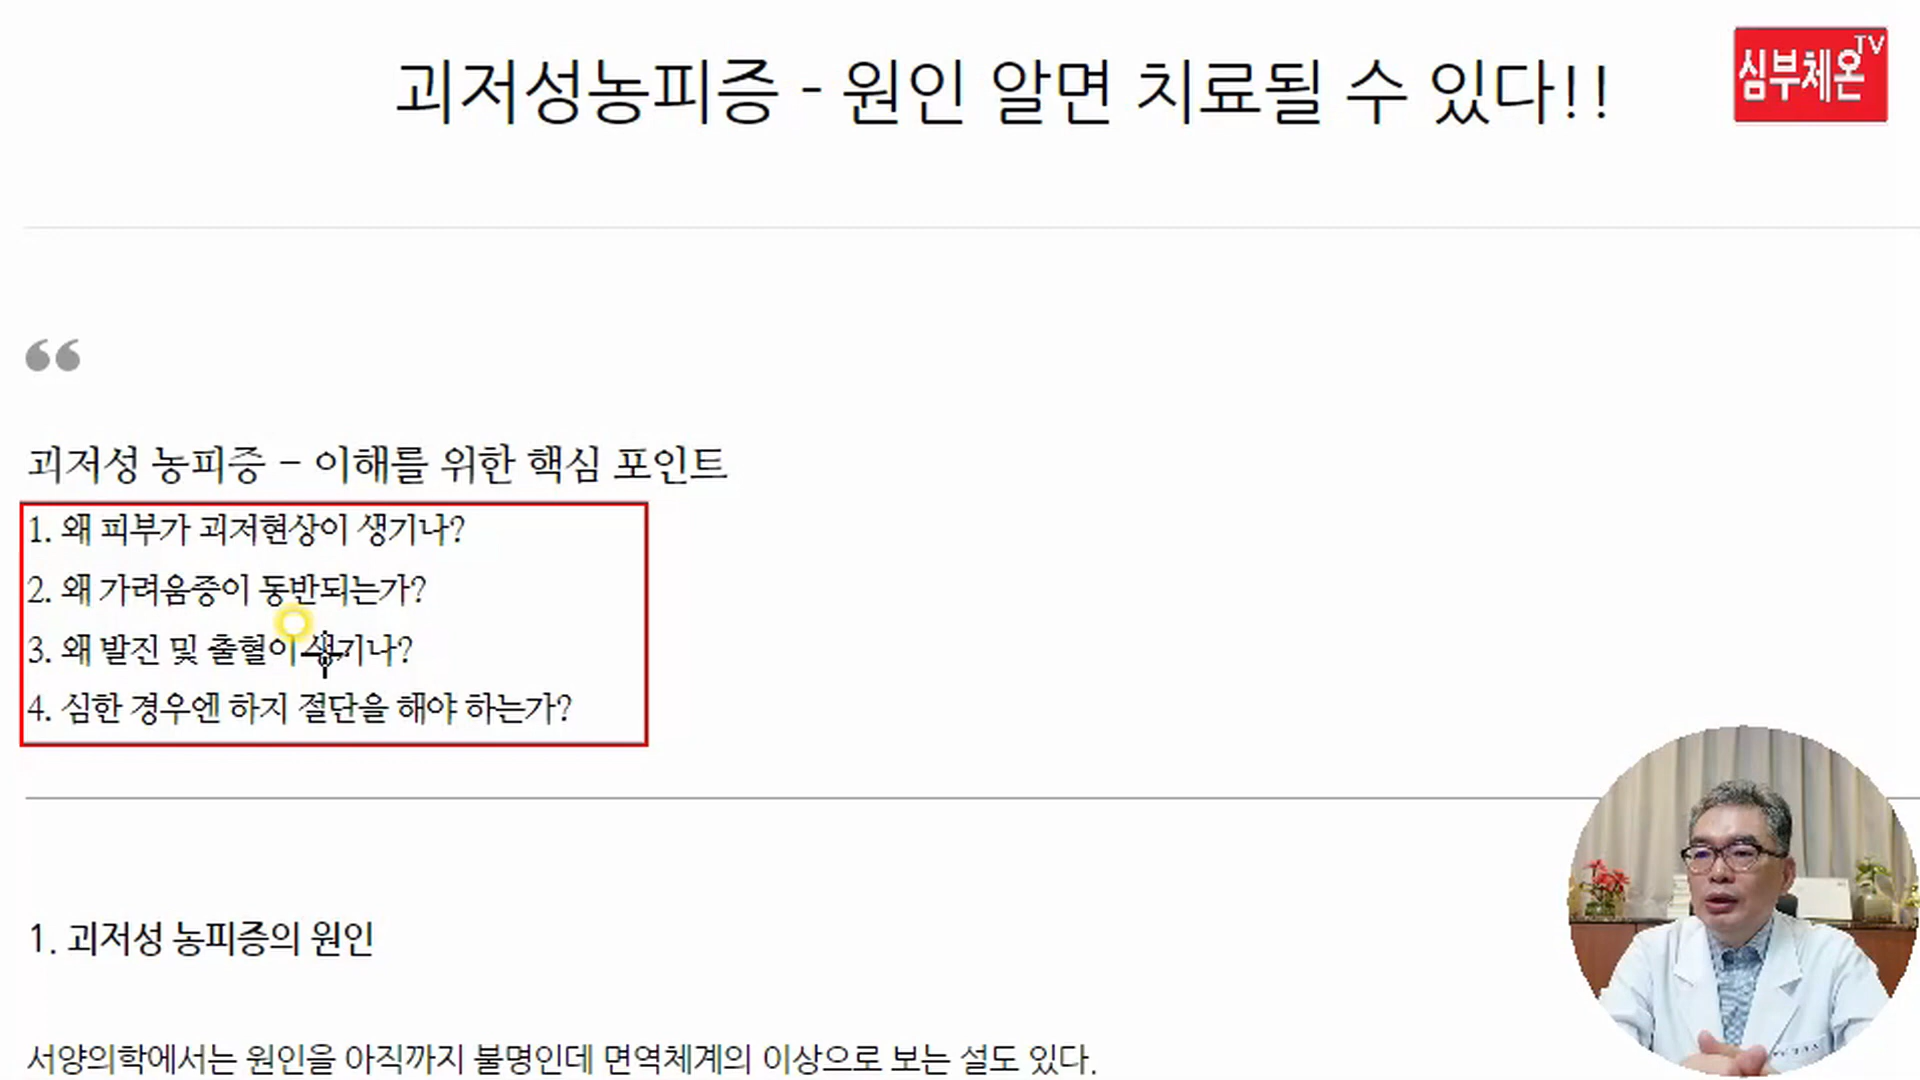 괴저성농피증 - 원인 알면 치료될 수 있다!!
심부체온TV
괴저성 농피증 – 이해를 위한 핵심 포인트
1. 왜 피부가 괴저현상이 생기나?
2. 왜 가려움증이 동반되는가?
3. 왜 발진 및 출혈이 생기나?
4. 심한 경우엔 하지 절단을 해야 하는가?
1. 괴저성 농피증의 원인
서양의학에서는 원인을 아직까지 불명인데 면역체계의 이상으로 보는 설도 있다.